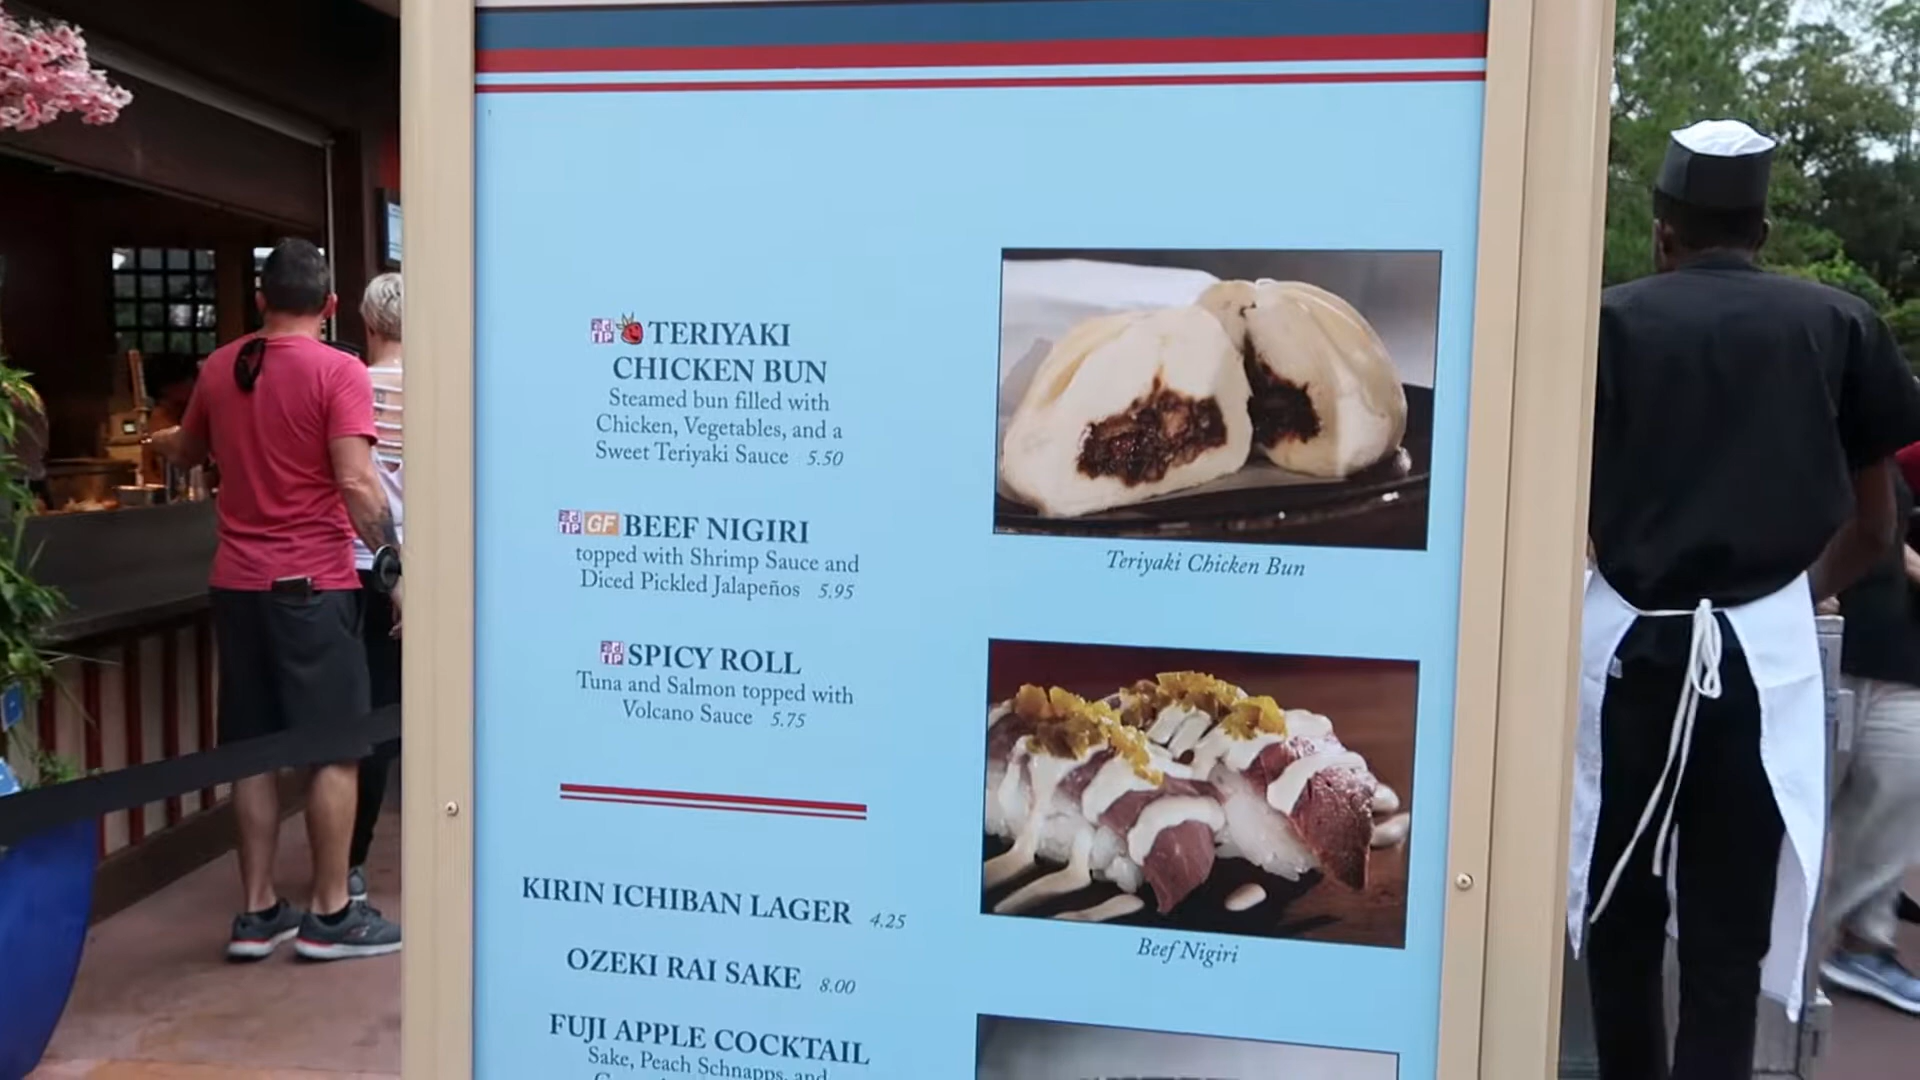 TERIYAKI
CHICKEN BUN
Steamed bun filled with
Chicken, Vegetables, and a
Sweet Teriyaki Sauce 5.50
GF BEEF NIGIRI
topped with Shrimp Sauce and
Diced Pickled Jalapeños 5.95
SPICY ROLL
Tuna and Salmon topped with
Volcano Sauce 5.75
KIRIN ICHIBAN LAGER 4.25
OZEKI RAI SAKE 8.00
FUJI APPLE COCKTAIL
Sake, Peach Schnapps, and
Teriyaki Chicken Bun
Beef Nigiri